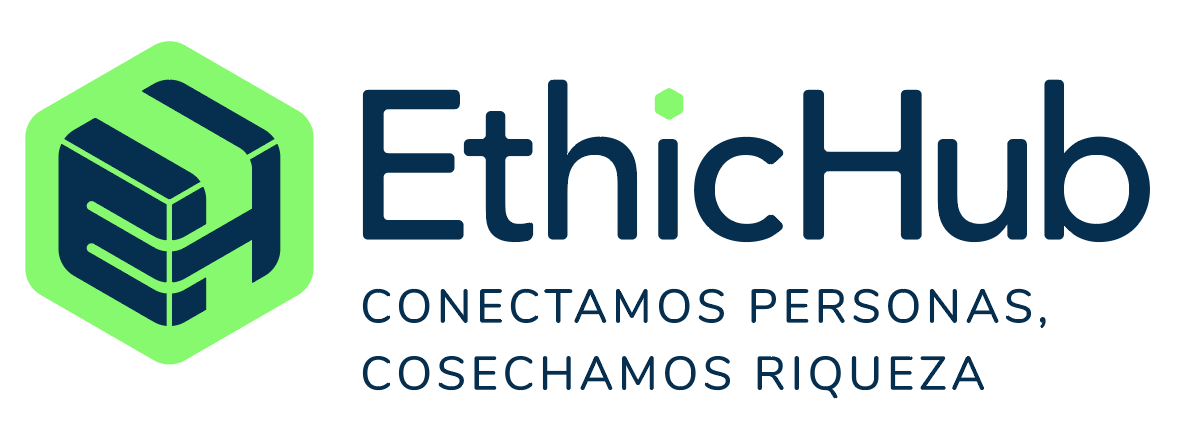 EthicHub
CONECTAMOS PERSONAS,
COSECHAMOS RIQUEZA